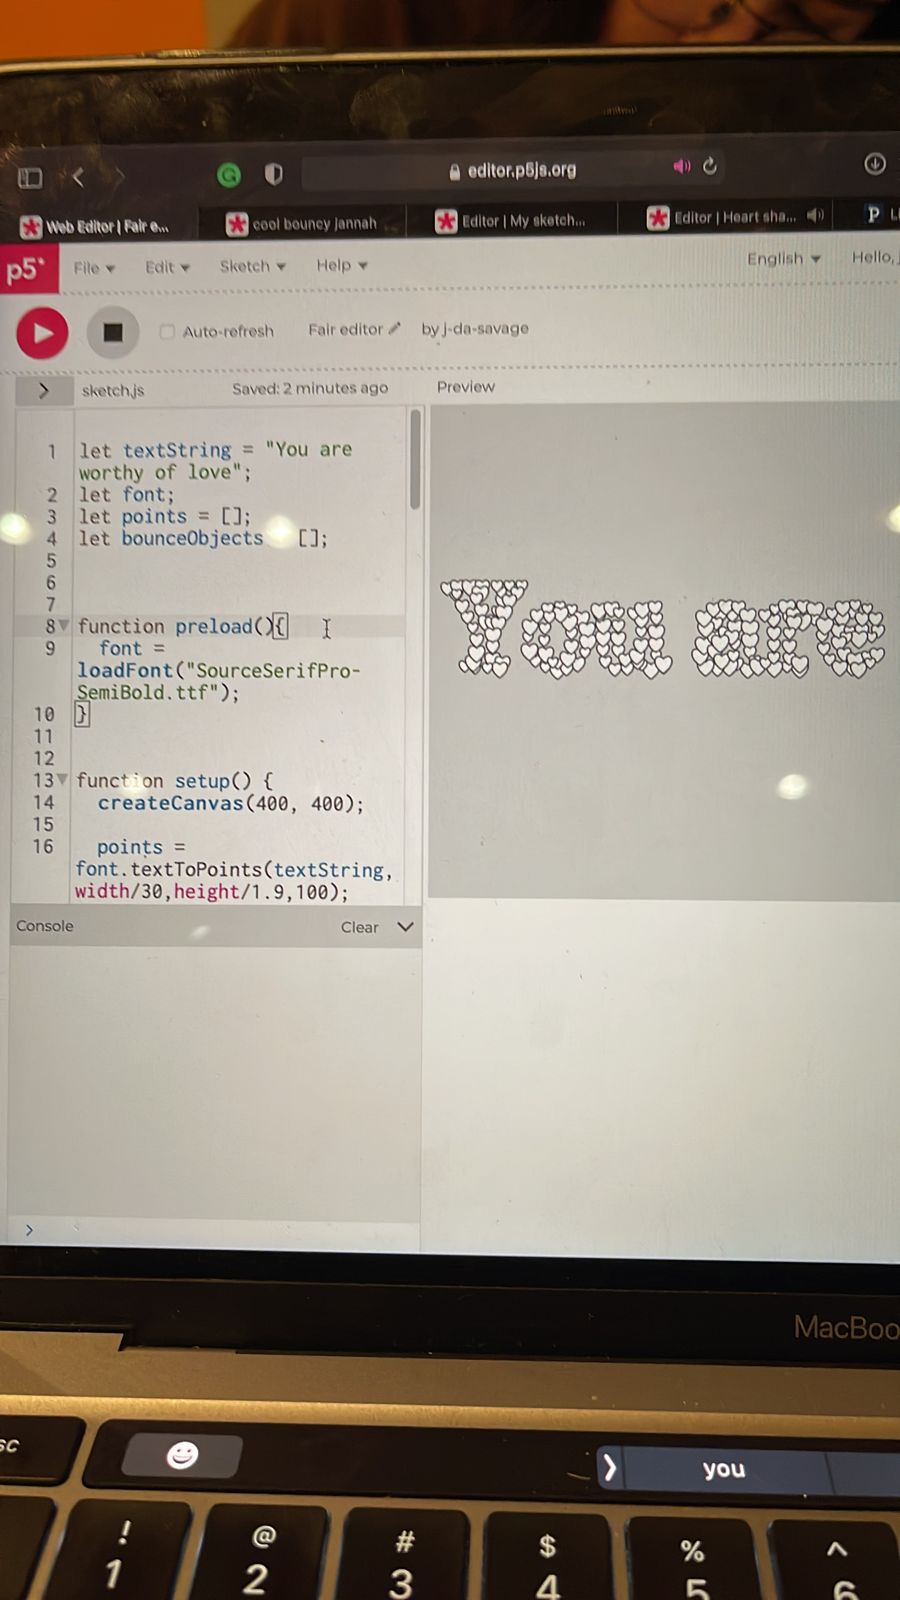 editor.p5js.org
Web Editor | Fair e...
cool bouncy jannah
Editor | My sketch...
Editor | Heart sha...
P
p5*
File
Edit
Sketch
Help
English
Hello,
Auto-refresh
Fair editor
by j-da-savage
>
sketch.js
Saved: 2 minutes ago
Preview
1 let textString = "You are
worthy of love";
2 let font;
3 let points = [];
4 let bounceObjects [];
5
6
7
8 function preload(){
9 font =
loadFont("SourceSerifPro-
SemiBold.ttf");
10 }
11
12
13 function setup() {
14 createCanvas(400, 400);
15
16 points =
font.textToPoints(textString,
width/30,height/1.9,100);
You are
Console
Clear
>
MacBoo
sc
you
! @ # $ % ^
1 2 3 4 5 6